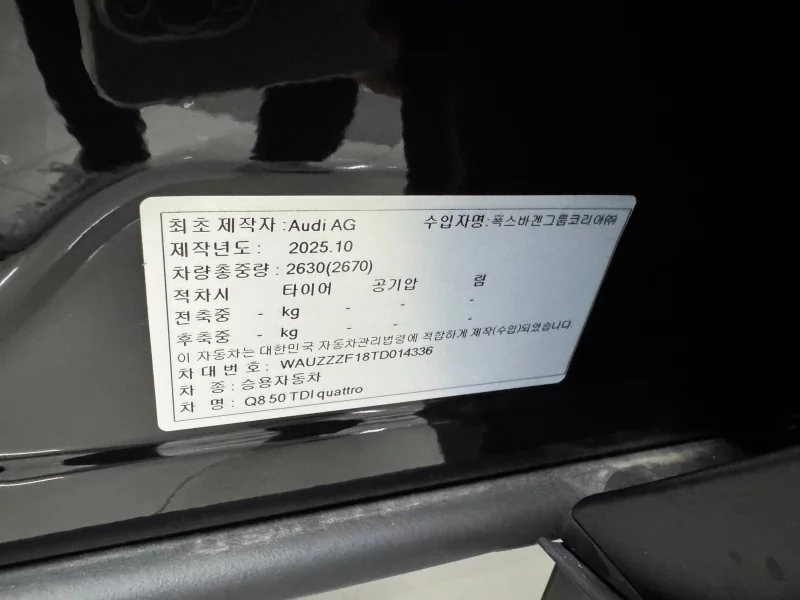 최초 제작자 : Audi AG 수입자명: 폭스바겐그룹코리아㈜
제작년도 : 2025.10
차량총중량 : 2630(2670)
적차시 타이어 공기압 림
전축중 - kg - - -
후축중 - kg - - -
이 자동차는 대한민국 자동차관리법령에 적합하게 제작(수입)되었습니다.
차대번호 : WAUZZZF18TD014336
차 종 : 승용자동차
차 명 : Q8 50 TDI quattro